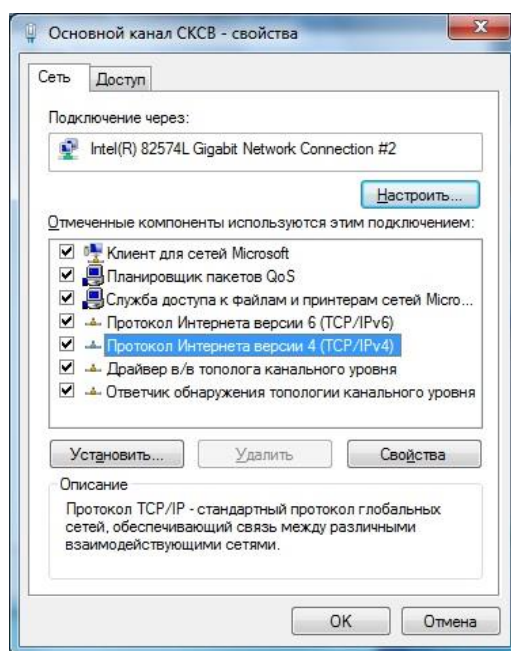 Основной канал СКСВ - свойства
Сеть Доступ
Подключение через:
Intel(R) 82574L Gigabit Network Connection #2
Настроить...
Отмеченные компоненты используются этим подключением:
Клиент для сетей Microsoft
Планировщик пакетов QoS
Служба доступа к файлам и принтерам сетей Micro...
Протокол Интернета версии 6 (TCP/IPv6)
Протокол Интернета версии 4 (TCP/IPv4)
Драйвер в/в тополога канального уровня
Ответчик обнаружения топологии канального уровня
Установить... Удалить Свойства
Описание
Протокол TCP/IP - стандартный протокол глобальных
сетей, обеспечивающий связь между различными
взаимодействующими сетями.
OK Отмена